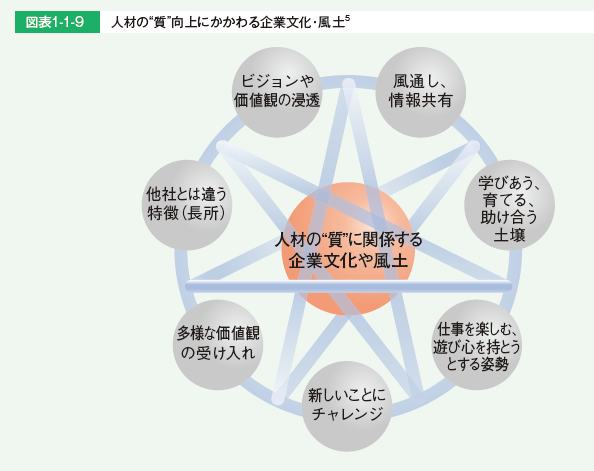 図表1-1-9 人材の“質”向上にかかわる企業文化・風土5
ビジョンや
価値観の浸透
風通し、
情報共有
学びあう、
育てる、
助け合う
土壌
仕事を楽しむ、
遊び心を持とう
とする姿勢
新しいことに
チャレンジ
多様な価値観
の受け入れ
他社とは違う
特徴（長所）
人材の“質”に関係する
企業文化や風土